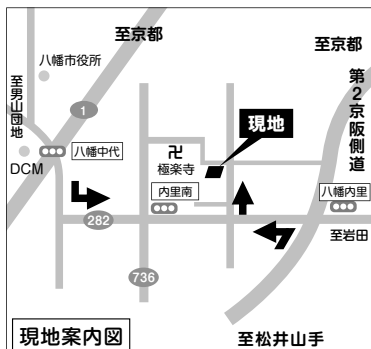 至京都
至京都
八幡市役所
至男山団地
1
第2京阪側道
現地
八幡中代
卍
極楽寺
DCM
内里南
八幡内里
282
至岩田
736
現地案内図
至松井山手